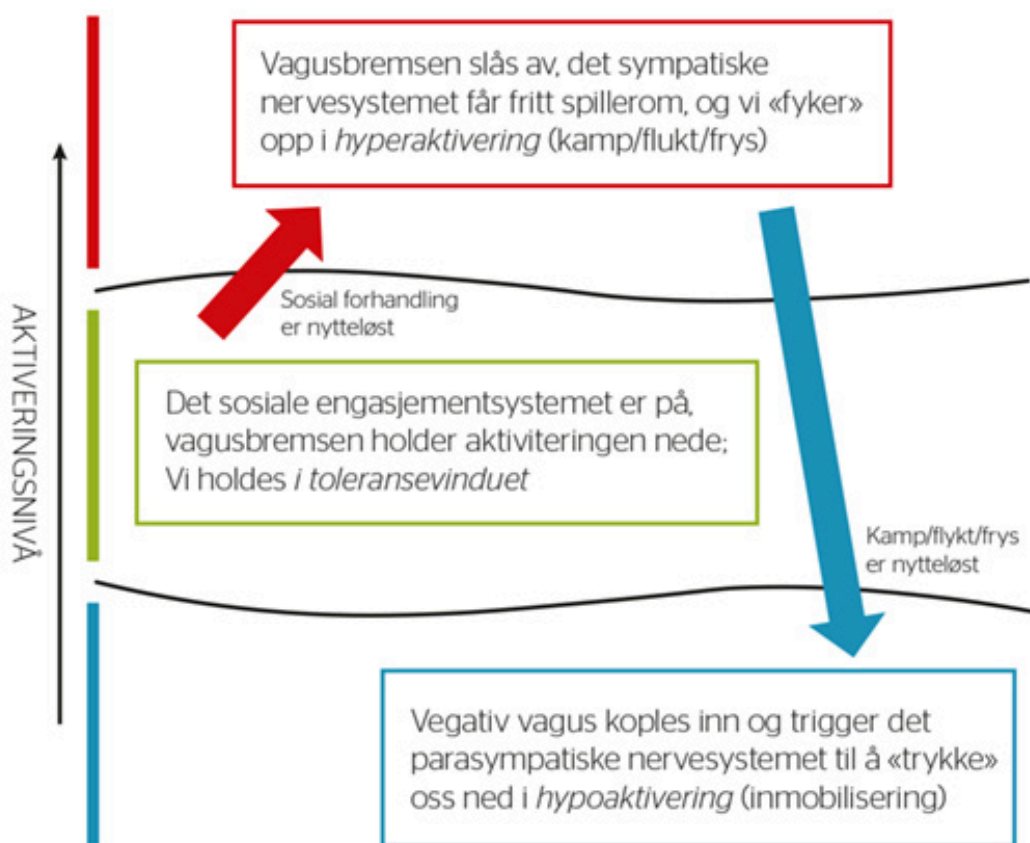 Vagusbremsen slås av, det sympatiske
nervesystemet får fritt spillerom, og vi «fyker»
opp i hyperaktivering (kamp/flukt/frys)
Sosial forhandling
er nytteløst
AKTIVERINGSNIVÅ
Det sosiale engasjementsystemet er på,
vagusbremsen holder aktiviteringen nede;
Vi holdes i toleransevinduet
Kamp/flykt/frys
er nytteløst
Vegativ vagus koples inn og trigger det
parasympatiske nervesystemet til å «trykke»
oss ned i hypoaktivering (inmobilisering)